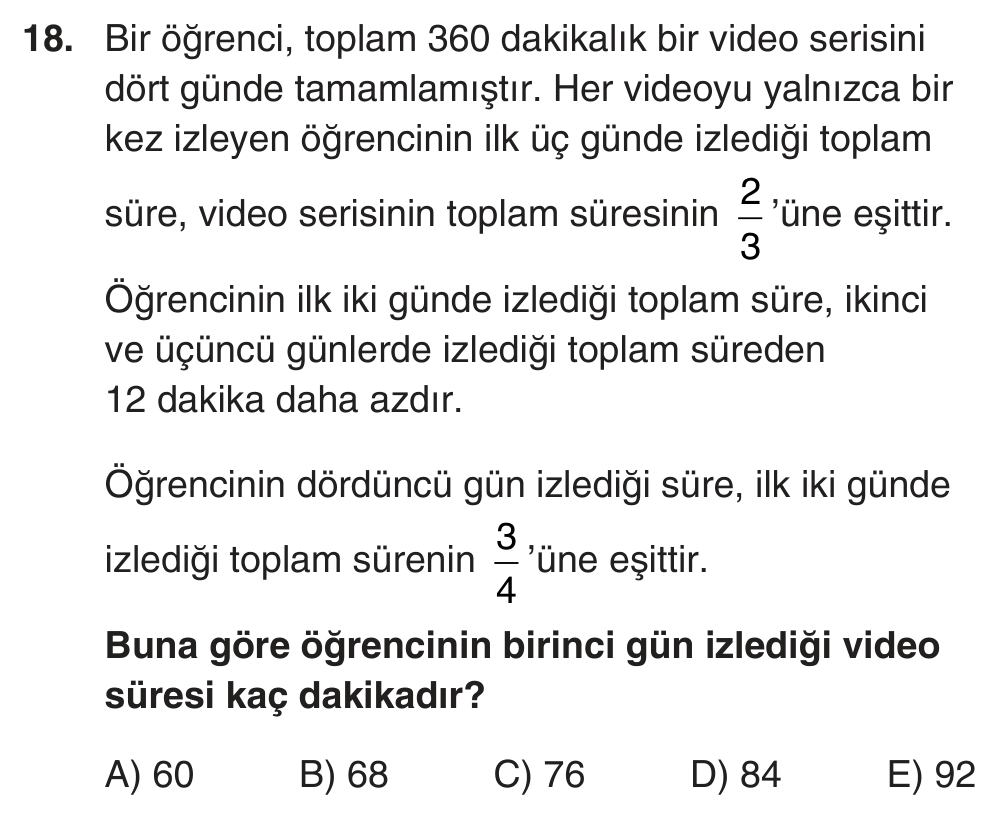 18. Bir öğrenci, toplam 360 dakikalık bir video serisini
dört günde tamamlamıştır. Her videoyu yalnızca bir
kez izleyen öğrencinin ilk üç günde izlediği toplam
süre, video serisinin toplam süresinin 2/3 ’üne eşittir.
Öğrencinin ilk iki günde izlediği toplam süre, ikinci
ve üçüncü günlerde izlediği toplam süreden
12 dakika daha azdır.
Öğrencinin dördüncü gün izlediği süre, ilk iki günde
izlediği toplam sürenin 3/4 ’üne eşittir.
Buna göre öğrencinin birinci gün izlediği video
süresi kaç dakikadır?
A) 60 B) 68 C) 76 D) 84 E) 92